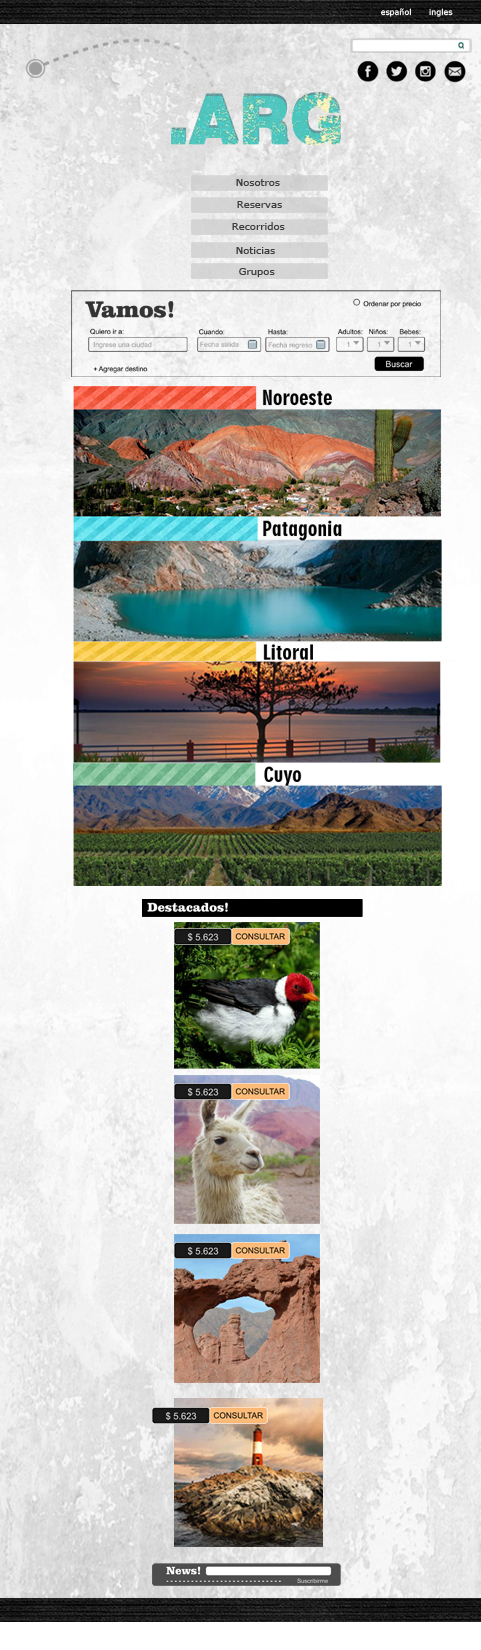 español ingles
.ARG
Nosotros
Reservas
Recorridos
Noticias
Grupos
Vamos!
Ordenar por precio
Quiero ir a: Cuando: Hasta: Adultos: Niños: Bebes:
Ingrese una ciudad Fecha salida Fecha regreso 1 1 1
+ Agregar destino
Buscar
Noroeste
Patagonia
Litoral
Cuyo
Destacados!
$ 5.623 CONSULTAR
$ 5.623 CONSULTAR
$ 5.623 CONSULTAR
$ 5.623 CONSULTAR
News!
Suscribirme